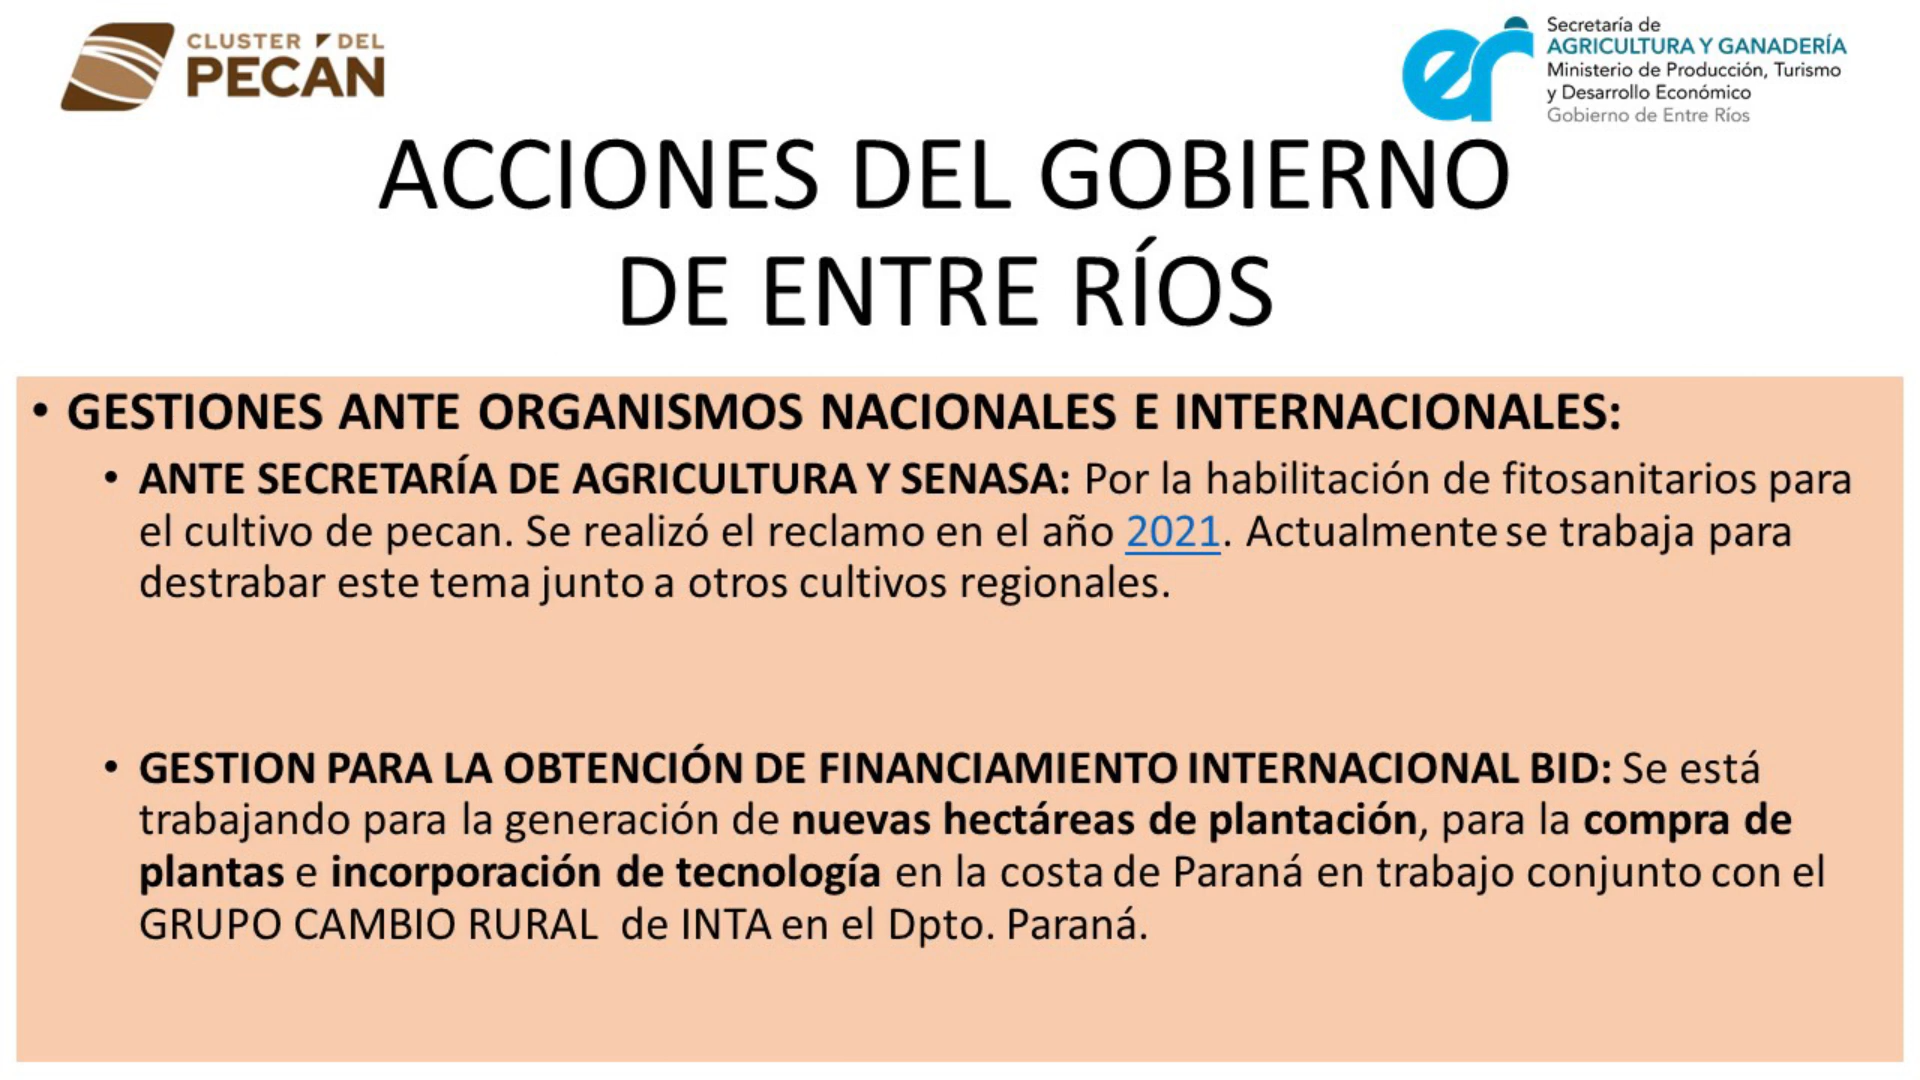 CLUSTER DEL
PECAN
Secretaría de
AGRICULTURA Y GANADERÍA
Ministerio de Producción, Turismo
y Desarrollo Económico
Gobierno de Entre Ríos
er
ACCIONES DEL GOBIERNO
DE ENTRE RÍOS
• GESTIONES ANTE ORGANISMOS NACIONALES E INTERNACIONALES:
• ANTE SECRETARÍA DE AGRICULTURA Y SENASA: Por la habilitación de fitosanitarios para
el cultivo de pecan. Se realizó el reclamo en el año 2021. Actualmente se trabaja para
destrabar este tema junto a otros cultivos regionales.
• GESTION PARA LA OBTENCIÓN DE FINANCIAMIENTO INTERNACIONAL BID: Se está
trabajando para la generación de nuevas hectáreas de plantación, para la compra de
plantas e incorporación de tecnología en la costa de Paraná en trabajo conjunto con el
GRUPO CAMBIO RURAL de INTA en el Dpto. Paraná.